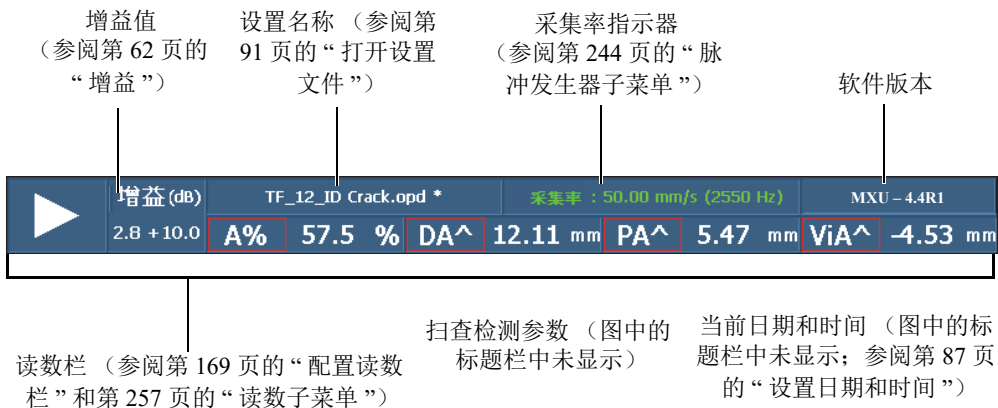 增益值
（参阅第 62 页的
“ 增益 ”）
设置名称 （参阅第
91 页的 “ 打开设置
文件 ”）
采集率指示器
（参阅第 244 页的 “ 脉
冲发生器子菜单 ”）
软件版本
增益 (dB)
TF_12_ID Crack.opd *
采集率 : 50.00 mm/s (2550 Hz)
MXU – 4.4R1
2.8 +10.0
A% 57.5 % DA^ 12.11 mm PA^ 5.47 mm ViA^ -4.53 mm
读数栏 （参阅第 169 页的 “ 配置读数
栏 ” 和第 257 页的 “ 读数子菜单 ”）
扫查检测参数 （图中的
标题栏中未显示）
当前日期和时间 （图中的标
题栏中未显示；参阅第 87 页
的 “ 设置日期和时间 ”）